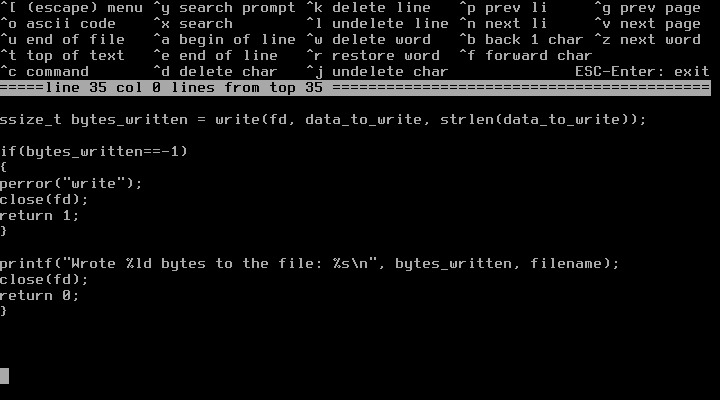 ^[ (escape) menu ^y search prompt ^k delete line ^p prev li ^g prev page
^o ascii code ^x search ^l undelete line ^n next li ^v next page
^u end of file ^a begin of line ^w delete word ^b back 1 char ^z next word
^t top of text ^e end of line ^r restore word ^f forward char
^c command ^d delete char ^j undelete char ESC-Enter: exit
=====line 35 col 0 lines from top 35 ============================================
ssize_t bytes_written = write(fd, data_to_write, strlen(data_to_write));
if(bytes_written==-1)
{
perror("write");
close(fd);
return 1;
}
printf("Wrote %ld bytes to the file: %s\n", bytes_written, filename);
close(fd);
return 0;
}